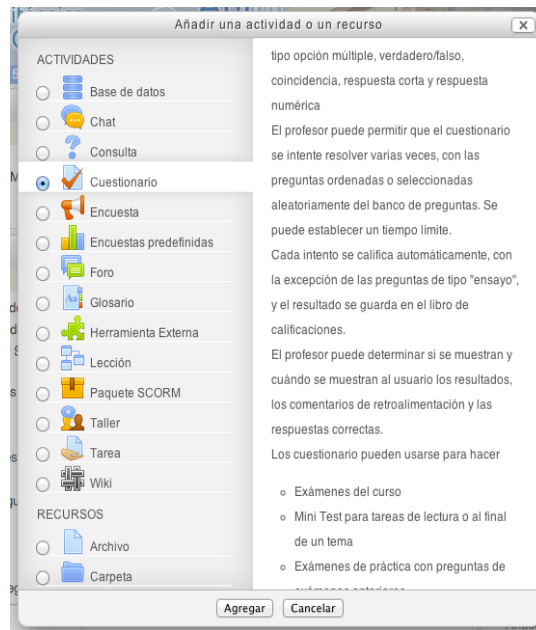 Añadir una actividad o un recurso
ACTIVIDADES
Base de datos
Chat
Consulta
Cuestionario
Encuesta
Encuestas predefinidas
Foro
Glosario
Herramienta Externa
Lección
Paquete SCORM
Taller
Tarea
Wiki
RECURSOS
Archivo
Carpeta
tipo opción múltiple, verdadero/falso,
coincidencia, respuesta corta y respuesta
numérica
El profesor puede permitir que el cuestionario
se intente resolver varias veces, con las
preguntas ordenadas o seleccionadas
aleatoriamente del banco de preguntas. Se
puede establecer un tiempo límite.
Cada intento se califica automáticamente, con
la excepción de las preguntas de tipo "ensayo",
y el resultado se guarda en el libro de
calificaciones.
El profesor puede determinar si se muestran y
cuándo se muestran al usuario los resultados,
los comentarios de retroalimentación y las
respuestas correctas.
Los cuestionario pueden usarse para hacer
Exámenes del curso
Mini Test para tareas de lectura o al final
de un tema
Exámenes de práctica con preguntas de
exámenes anteriores
Agregar
Cancelar